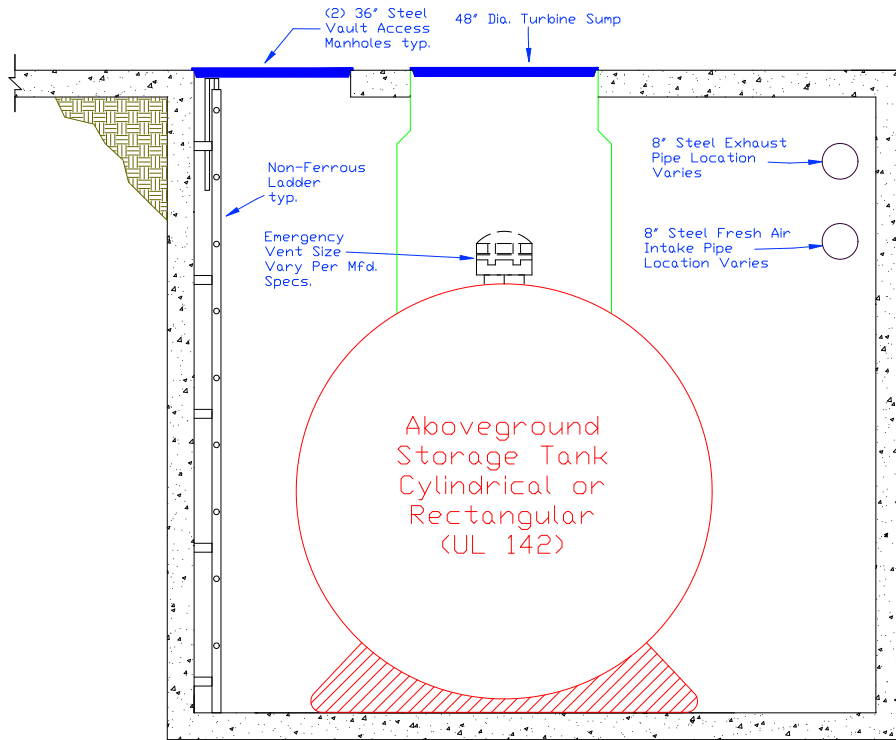 (2) 36" Steel
Vault Access
Manholes typ.
48" Dia. Turbine Sump
8" Steel Exhaust
Pipe Location
Varies
Non-Ferrous
Ladder
typ.
8" Steel Fresh Air
Intake Pipe
Location Varies
Emergency
Vent Size
Vary Per Mfd.
Specs.
Aboveground
Storage Tank
Cylindrical or
Rectangular
(UL 142)